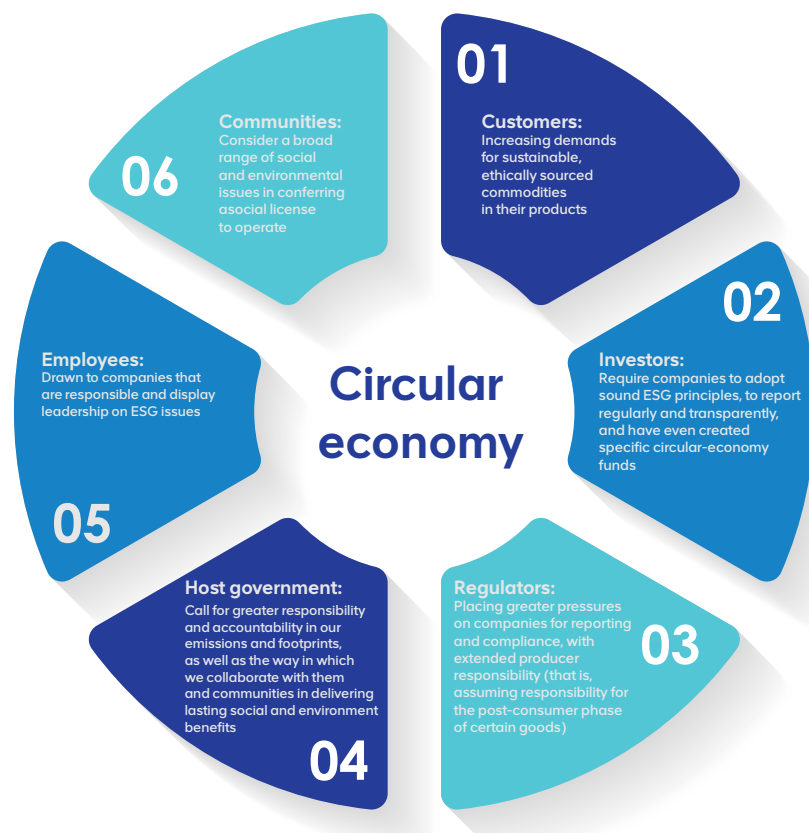 Circular
economy
01
Customers:
Increasing demands
for sustainable,
ethically sourced
commodities
in their products
02
Investors:
Require companies to adopt
sound ESG principles, to report
regularly and transparently,
and have even created
specific circular-economy
funds
Regulators:
Placing greater pressures
on companies for reporting
and compliance, with
extended producer
responsibility (that is,
assuming responsibility for
the post-consumer phase
of certain goods)
03
Host government:
Call for greater responsibility
and accountability in our
emissions and footprints,
as well as the way in which
we collaborate with them
and communities in delivering
lasting social and environment
benefits
04
Employees:
Drawn to companies that
are responsible and display
leadership on ESG issues
05
Communities:
Consider a broad
range of social
and environmental
issues in conferring
asocial license
to operate
06